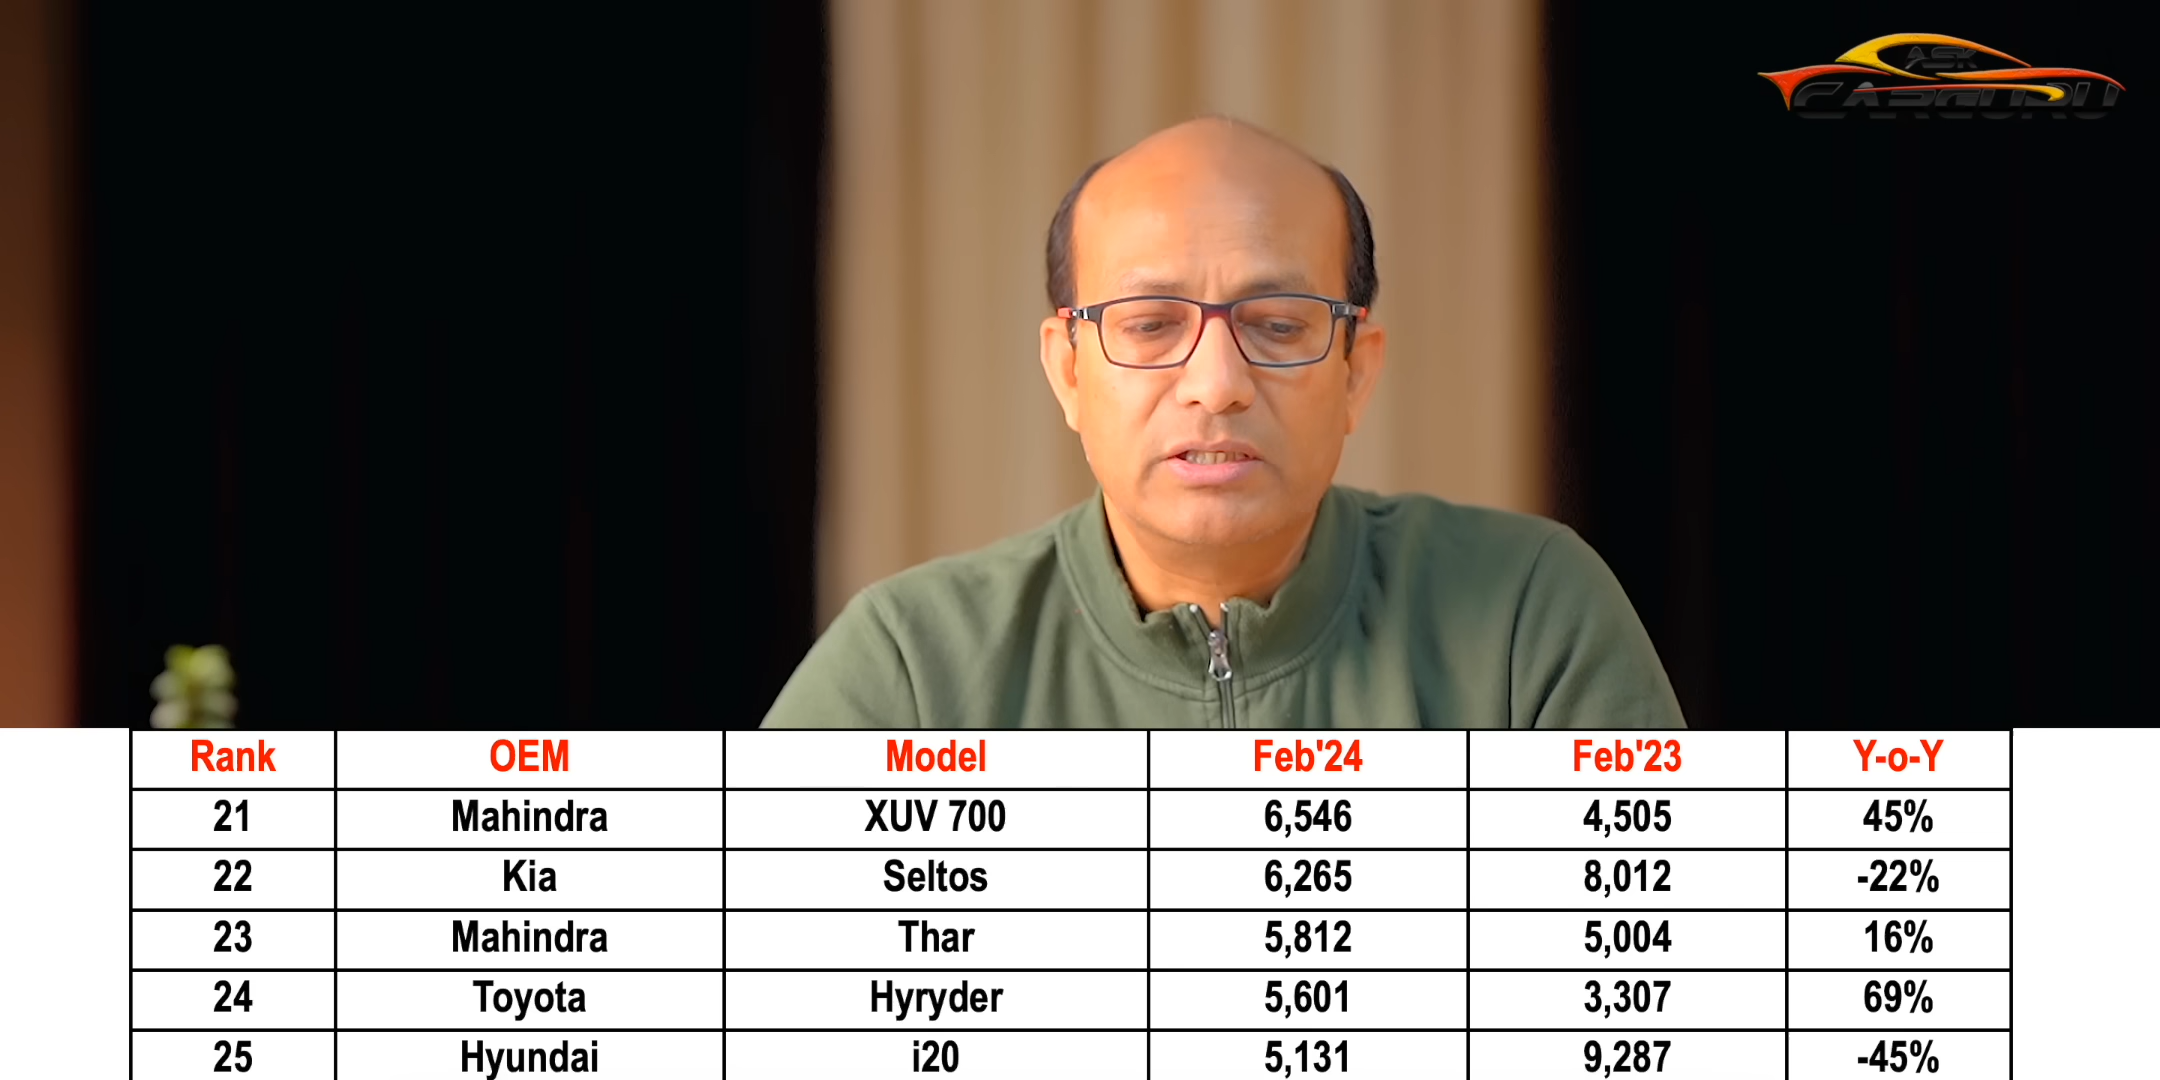 ASK
CARGURU
Rank OEM Model Feb'24 Feb'23 Y-o-Y
21 Mahindra XUV 700 6,546 4,505 45%
22 Kia Seltos 6,265 8,012 -22%
23 Mahindra Thar 5,812 5,004 16%
24 Toyota Hyryder 5,601 3,307 69%
25 Hyundai i20 5,131 9,287 -45%